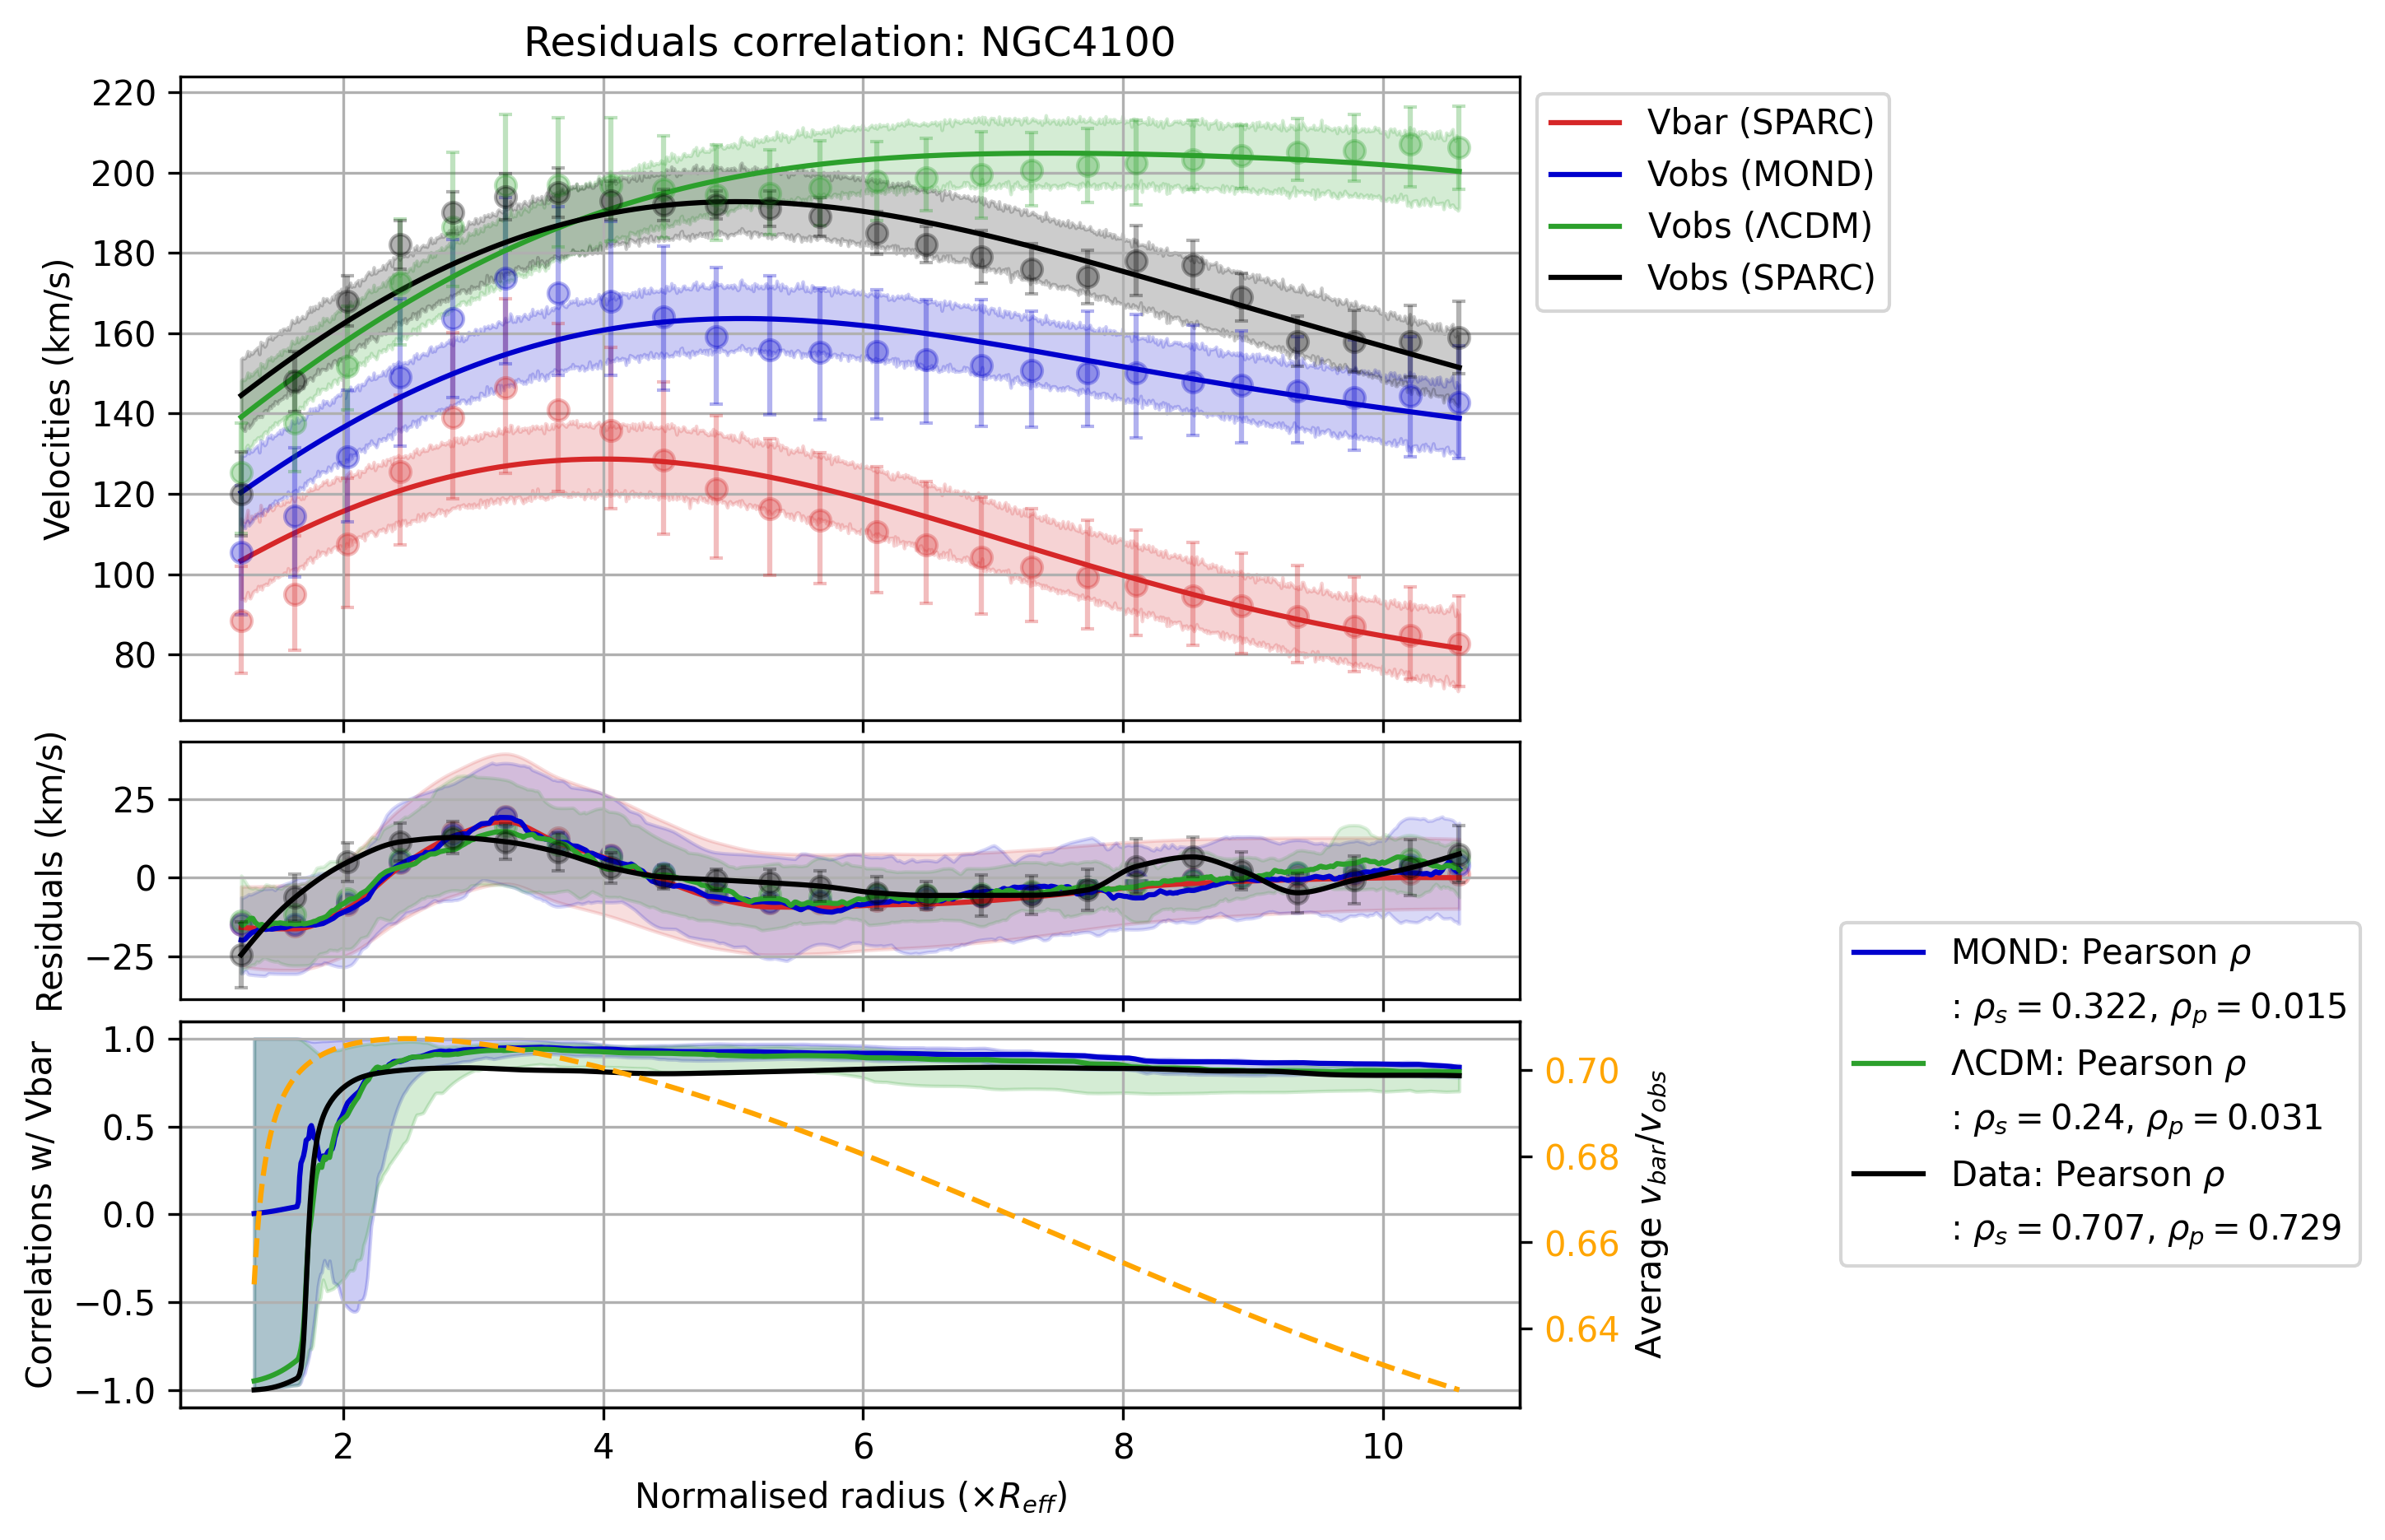 Residuals correlation: NGC4100
Velocities (km/s)
220
200
180
160
140
120
100
80
Vbar (SPARC)
Vobs (MOND)
Vobs (ΛCDM)
Vobs (SPARC)
Residuals (km/s)
25
0
−25
Correlations w/ Vbar
1.0
0.5
0.0
−0.5
−1.0
0.70
0.68
0.66
0.64
Average v_bar/v_obs
MOND: Pearson ρ
: ρ_s = 0.322, ρ_p = 0.015
ΛCDM: Pearson ρ
: ρ_s = 0.24, ρ_p = 0.031
Data: Pearson ρ
: ρ_s = 0.707, ρ_p = 0.729
2 4 6 8 10
Normalised radius (×R_eff)